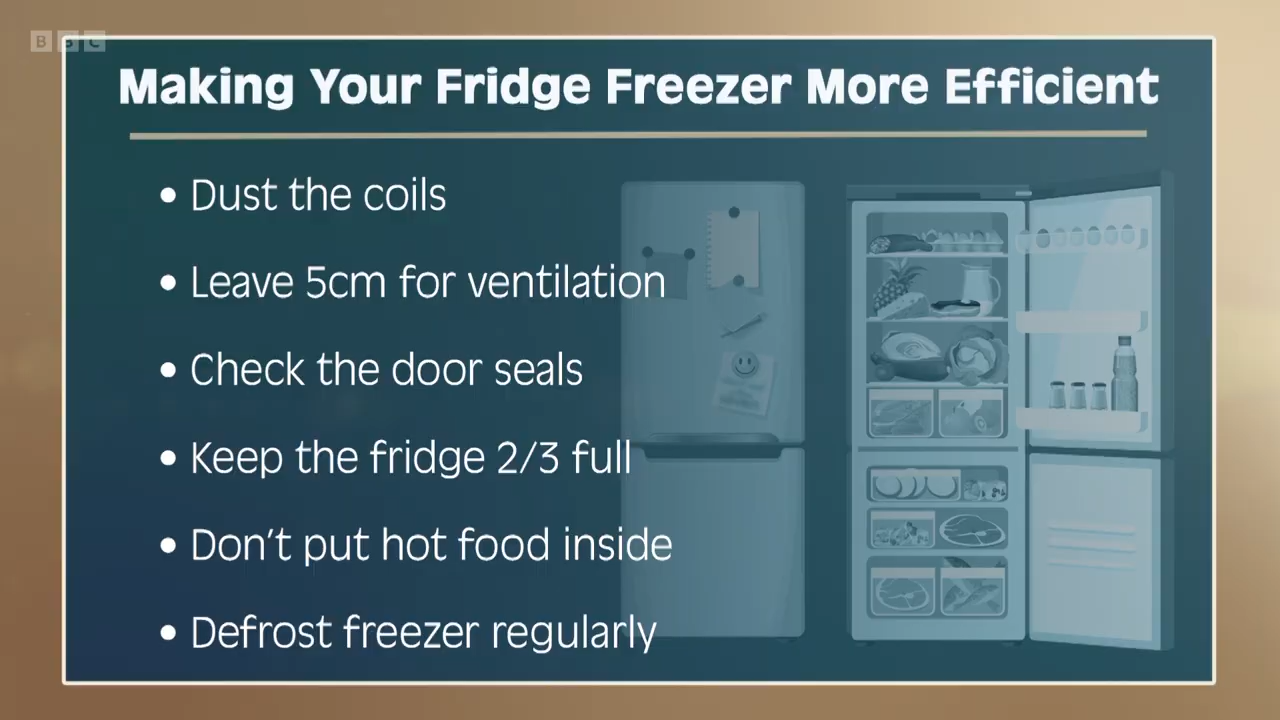 BBC
Making Your Fridge Freezer More Efficient
• Dust the coils
• Leave 5cm for ventilation
• Check the door seals
• Keep the fridge 2/3 full
• Don't put hot food inside
• Defrost freezer regularly